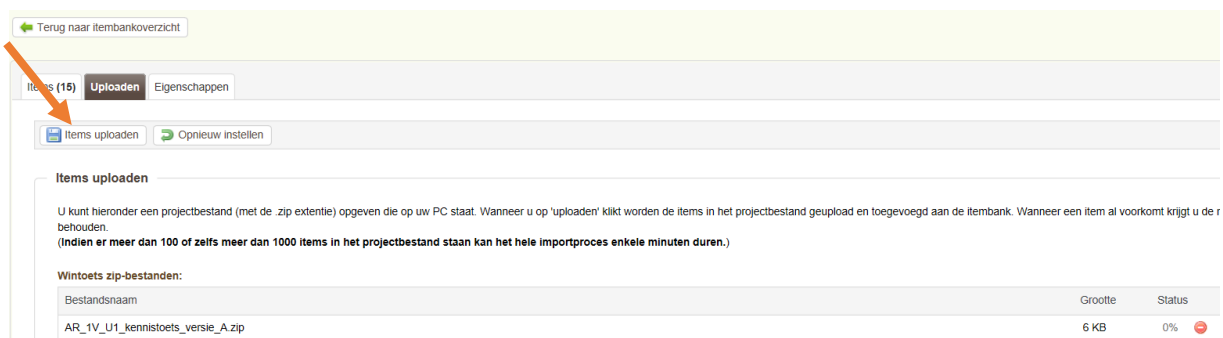 Terug naar itembankoverzicht
Items (15) Uploaden Eigenschappen
Items uploaden Opnieuw instellen
Items uploaden
U kunt hieronder een projectbestand (met de .zip extentie) opgeven die op uw PC staat. Wanneer u op 'uploaden' klikt worden de items in het projectbestand geupload en toegevoegd aan de itembank. Wanneer een item al voorkomt krijgt u de
behouden.
(Indien er meer dan 100 of zelfs meer dan 1000 items in het projectbestand staan kan het hele importproces enkele minuten duren.)
Wintoets zip-bestanden:
Bestandsnaam Grootte Status
AR_1V_U1_kennistoets_versie_A.zip 6 KB 0%